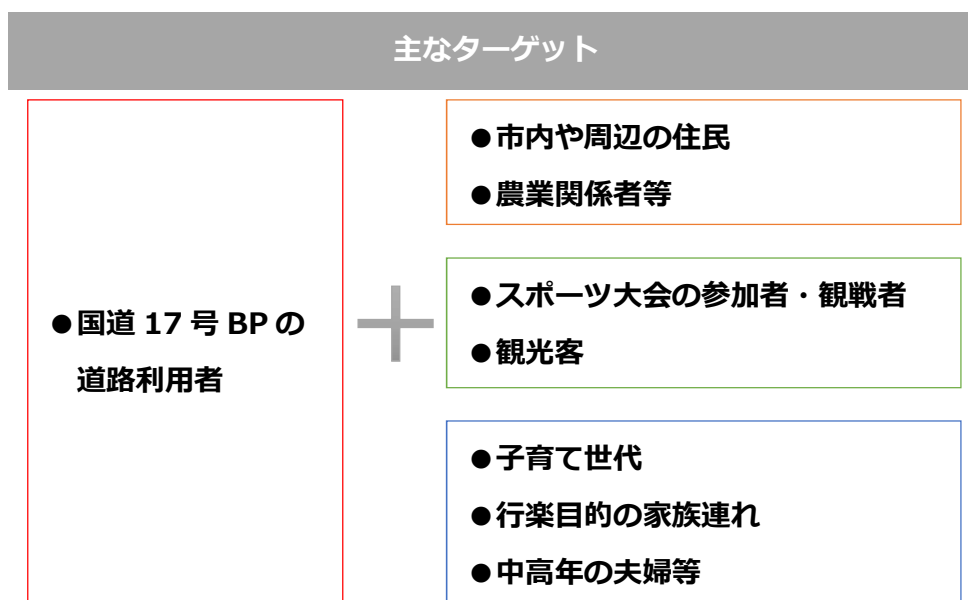 主なターゲット
●国道 17 号 BP の
道路利用者
●市内や周辺の住民
●農業関係者等
●スポーツ大会の参加者・観戦者
●観光客
●子育て世代
●行楽目的の家族連れ
●中高年の夫婦等